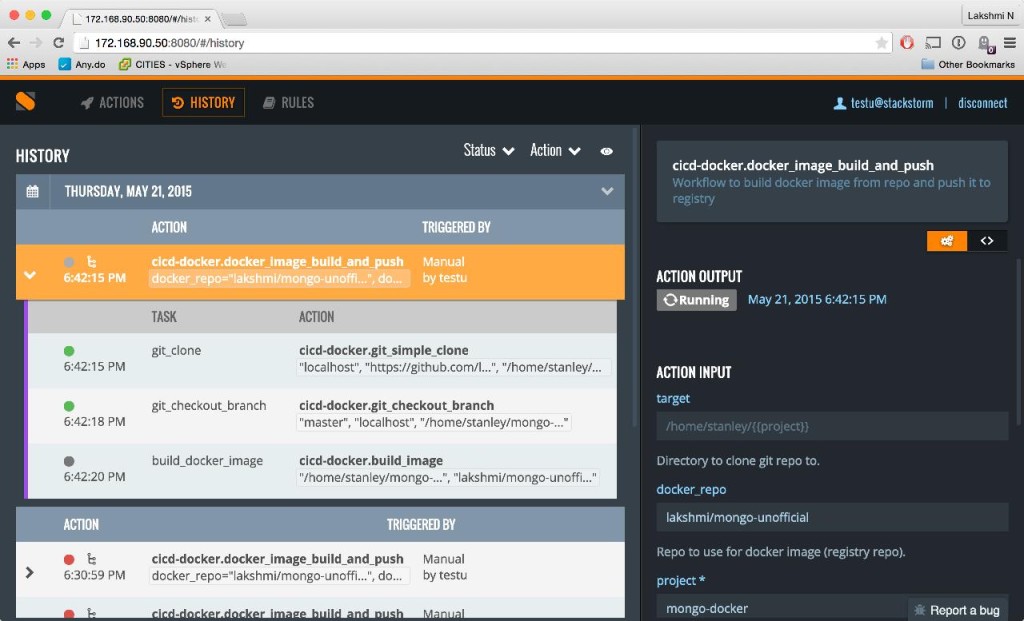 172.168.90.50:8080/#/hist
Lakshmi N
172.168.90.50:8080/#/history
Apps
Any.do
CITIES - vSphere We
Other Bookmarks
ACTIONS
HISTORY
RULES
testu@stackstorm | disconnect
HISTORY
Status
Action
THURSDAY, MAY 21, 2015
ACTION TRIGGERED BY
cicd-docker.docker_image_build_and_push Manual
6:42:15 PM docker_repo="lakshmi/mongo-unoffi...", do... by testu
TASK ACTION
git_clone cicd-docker.git_simple_clone
6:42:15 PM "localhost", "https://github.com/l...", "/home/stanley/...
git_checkout_branch cicd-docker.git_checkout_branch
6:42:18 PM "master", "localhost", "/home/stanley/mongo-..."
build_docker_image cicd-docker.build_image
6:42:20 PM "/home/stanley/mongo-...", "lakshmi/mongo-unoffi..."
ACTION TRIGGERED BY
cicd-docker.docker_image_build_and_push Manual
6:30:59 PM docker_repo="lakshmi/mongo-unoffi...", do... by testu
cicd-docker.docker_image_build_and_push Manual
cicd-docker.docker_image_build_and_push
Workflow to build docker image from repo and push it to
registry
<>
ACTION OUTPUT
Running May 21, 2015 6:42:15 PM
ACTION INPUT
target
/home/stanley/{{project}}
Directory to clone git repo to.
docker_repo
lakshmi/mongo-unofficial
Repo to use for docker image (registry repo).
project *
mongo-docker
Report a bug